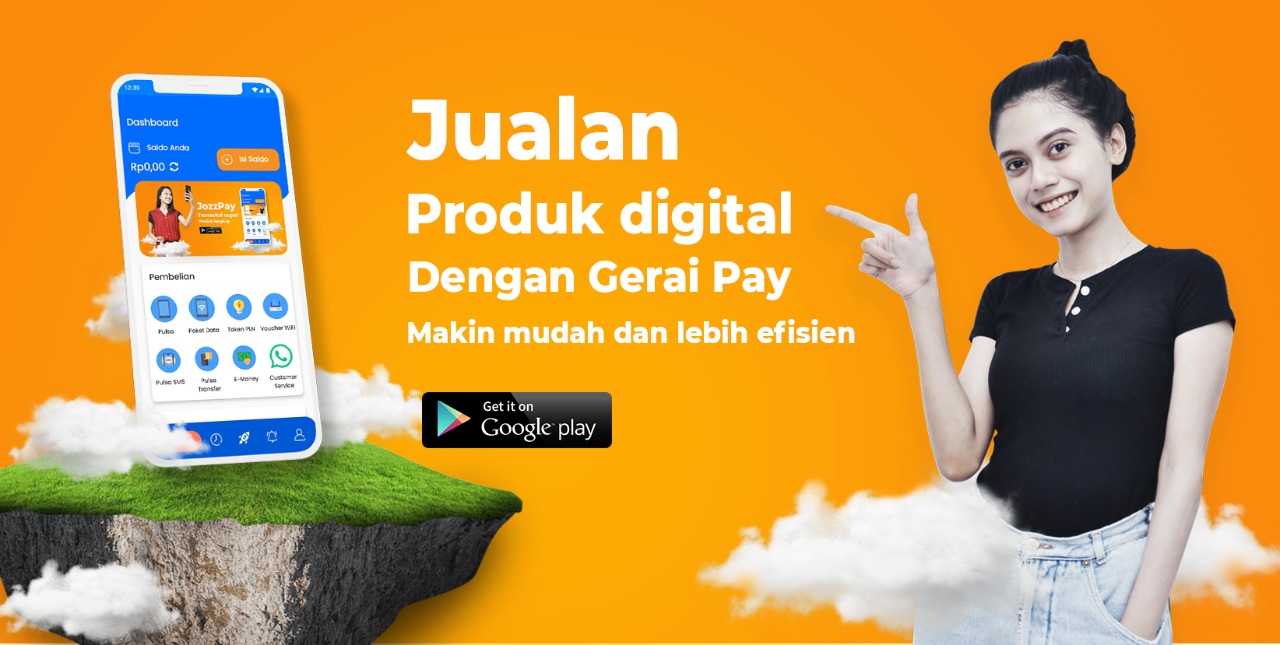 12:30
Dashboard
Saldo Anda
Rp0,00
Isi Saldo
JozzPay
Pembelian
Pulsa
Paket Data
Token PLN
Voucher WiFi
Pulsa SMS
Pulsa
Transfer
E-Money
Customer
Service
Jualan
Produk digital
Dengan Gerai Pay
Makin mudah dan lebih efisien
Get it on
Google play